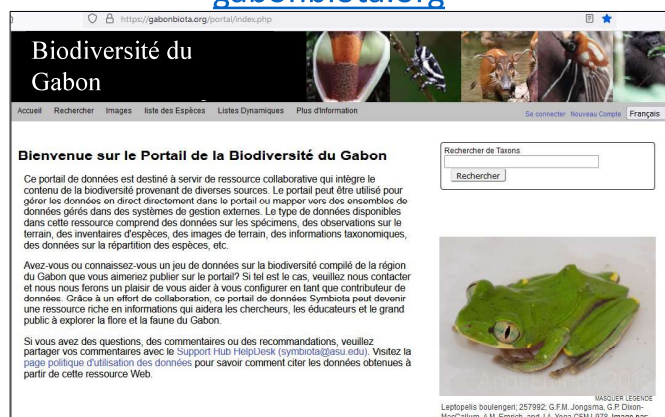 gabonbiota.org
https://gabonbiota.org/portal/index.php
Biodiversité du
Gabon
Accueil Rechercher Images liste des Espèces Listes Dynamiques Plus d'Information
Se connecter Nouveau Compte Français
Bienvenue sur le Portail de la Biodiversité du Gabon
Ce portail de données est destiné à servir de ressource collaborative qui intègre le
contenu de la biodiversité provenant de diverses sources. Le portail peut être utilisé pour
gérer les données en direct directement dans le portail ou mapper vers des ensembles de
données gérés dans des systèmes de gestion externes. Le type de données disponibles
dans cette ressource comprend des données sur les spécimens, des observations sur le
terrain, des inventaires d'espèces, des images de terrain, des informations taxonomiques,
des données sur la répartition des espèces, etc.
Avez-vous ou connaissez-vous un jeu de données sur la biodiversité compilé de la région
du Gabon que vous aimeriez publier sur le portail? Si tel est le cas, veuillez nous contacter
et nous nous ferons un plaisir de vous aider à vous configurer en tant que contributeur de
données. Grâce à un effort de collaboration, ce portail de données Symbiota peut devenir
une ressource riche en informations qui aidera les chercheurs, les éducateurs et le grand
public à explorer la flore et la faune du Gabon.
Si vous avez des questions, des commentaires ou des recommandations, veuillez
partager vos commentaires avec le Support Hub HelpDesk (symbiota@asu.edu). Visitez la
page politique d'utilisation des données pour savoir comment citer les données obtenues à
partir de cette ressource Web.
Rechercher de Taxons
Rechercher
MASQUER LÉGENDE
Leptopelis boulengeri; 257992; G.F.M. Jongsma, G.P. Dixon-